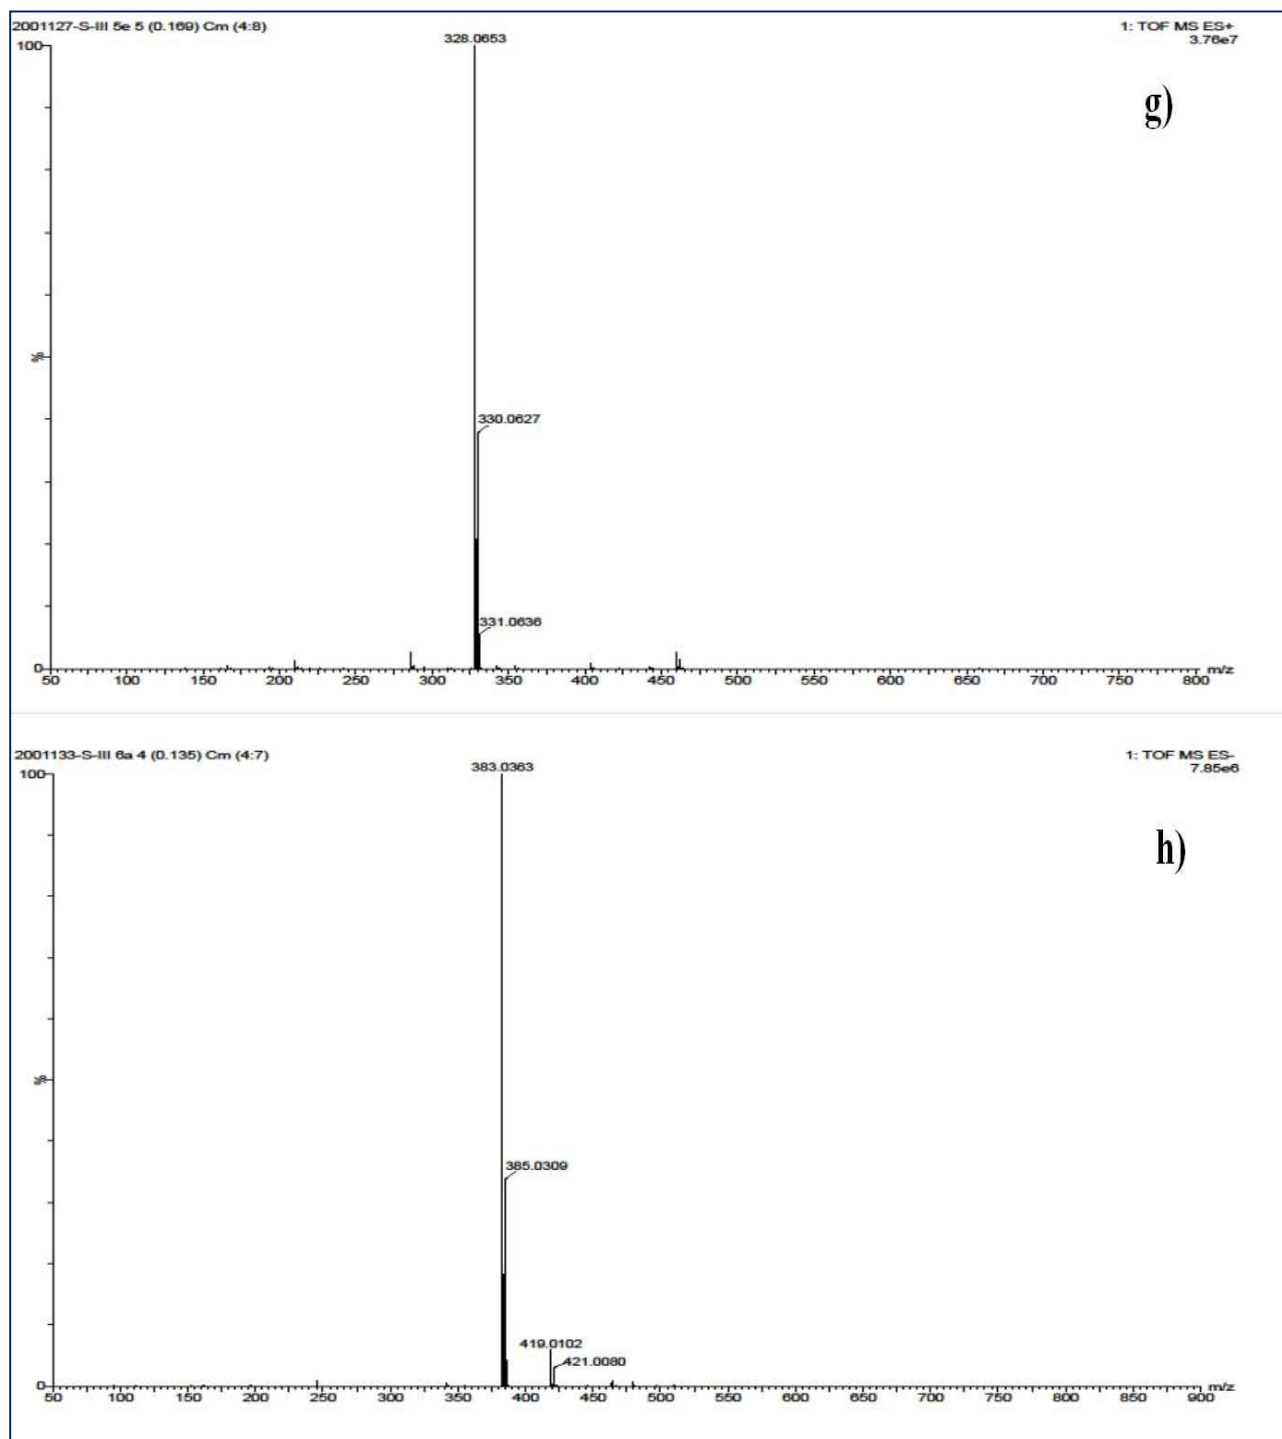 2001127-S-III 5e 5 (0.169) Cm (4:8)
1: TOF MS ES+
3.76e7
328.0653
100
g)
%
330.0627
331.0636
0
50 100 150 200 250 300 350 400 450 500 550 600 650 700 750 800 m/z
2001133-S-III 6a 4 (0.135) Cm (4:7)
1: TOF MS ES-
7.85e6
383.0363
100
h)
%
385.0309
419.0102
421.0080
0
50 100 150 200 250 300 350 400 450 500 550 600 650 700 750 800 850 900 m/z